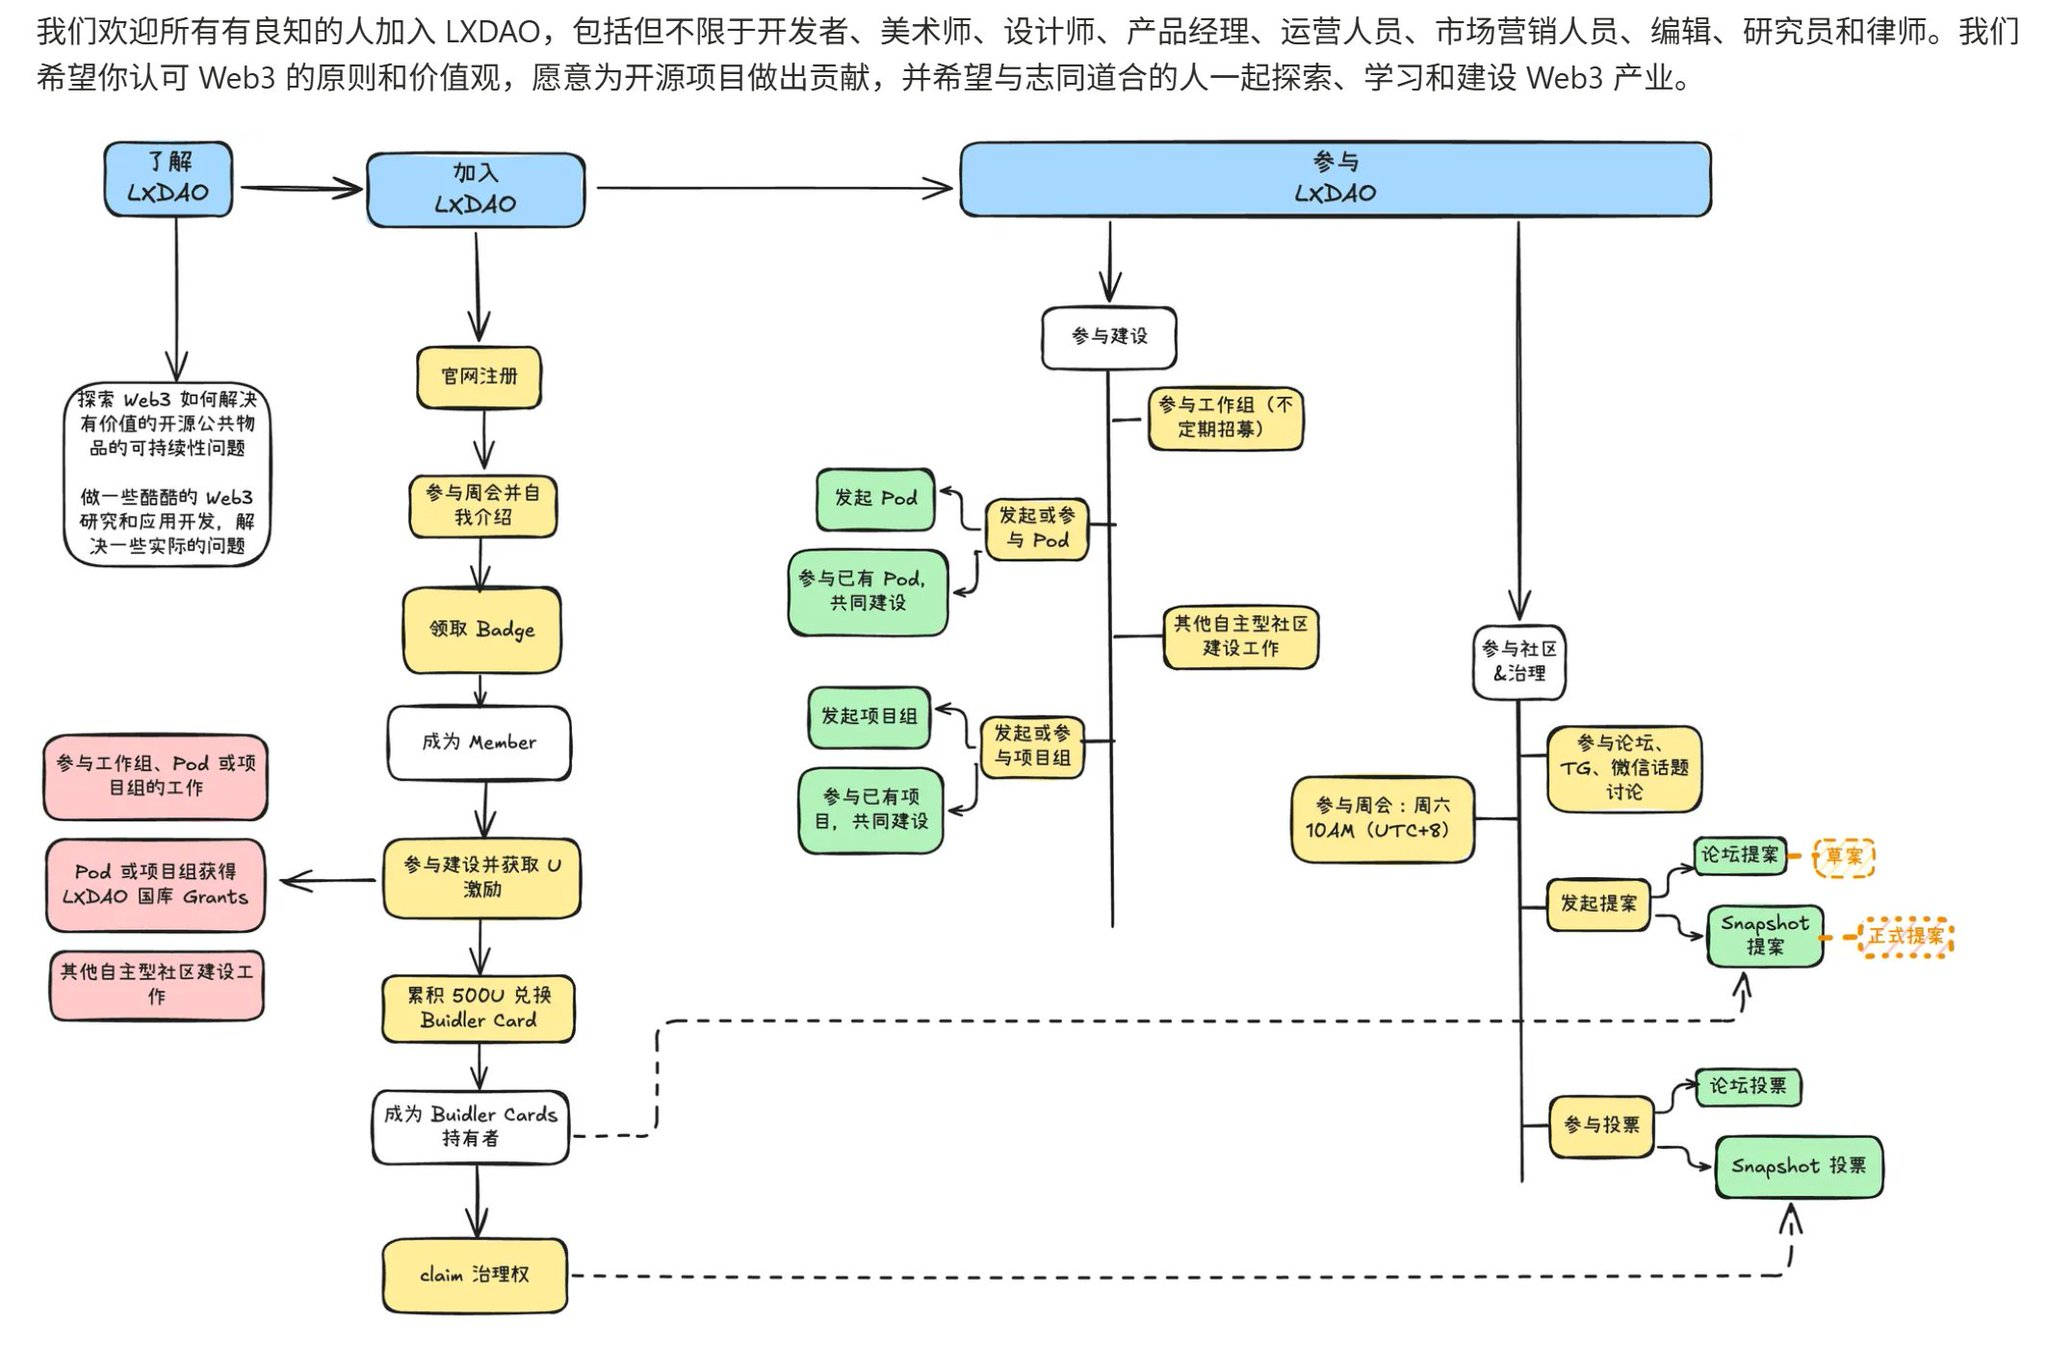 我们欢迎所有有良知的人加入 LXDAO，包括但不限于开发者、美术师、设计师、产品经理、运营人员、市场营销人员、编辑、研究员和律师。我们
希望你认可 Web3 的原则和价值观，愿意为开源项目做出贡献，并希望与志同道合的人一起探索、学习和建设 Web3 产业。
了解
LXDAO
加入
LXDAO
参与
LXDAO
探索 Web3 如何解决
有价值的开源公共物
品的可持续性问题
做一些酷酷的 Web3
研究和应用开发，解
决一些实际的问题
官网注册
参与周会并自
我介绍
领取 Badge
成为 Member
参与建设并获取 U
激励
参与工作组、Pod 或项
目组的工作
Pod 或项目组获得
LXDAO 国库 Grants
其他自主型社区建设工
作
累积 500U 兑换
Buidler Card
成为 Buidler Cards
持有者
claim 治理权
参与建设
参与工作组（不
定期招募）
发起或参
与 Pod
发起 Pod
参与已有 Pod，
共同建设
其他自主型社区
建设工作
发起或参
与项目组
发起项目组
参与已有项
目，共同建设
参与社区
&治理
参与论坛、
TG、微信话题
讨论
参与周会：周六
10AM（UTC+8）
发起提案
论坛提案
草案
Snapshot
提案
正式提案
参与投票
论坛投票
Snapshot 投票